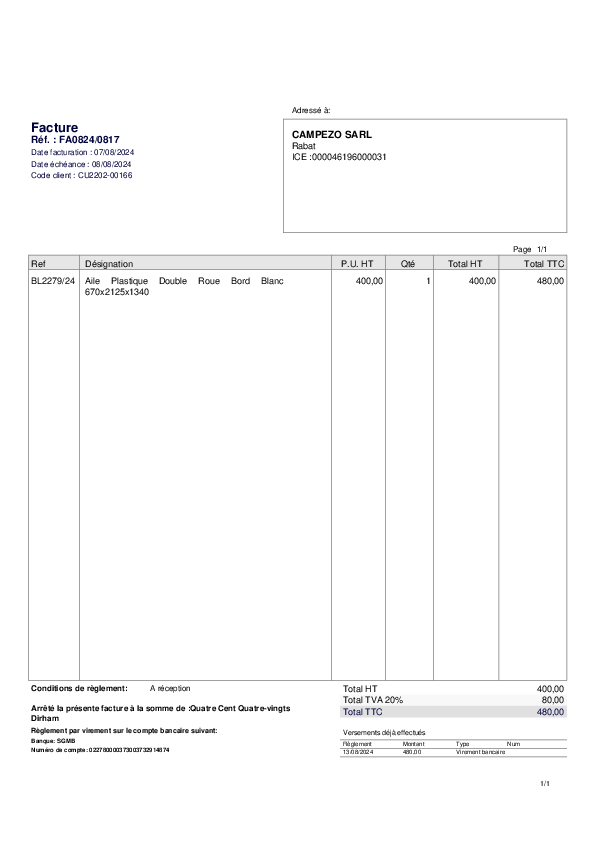 Adressé à:
Facture
Réf. : FA0824/0817
Date facturation : 07/08/2024
Date échéance : 08/08/2024
Code client : CU2202-00166
CAMPEZO SARL
Rabat
ICE :000046196000031
Page 1/1
Ref Désignation P.U. HT Qté Total HT Total TTC
BL2279/24 Aile Plastique Double Roue Bord Blanc 400,00 1 400,00 480,00
670x2125x1340
Conditions de règlement: A réception
Total HT 400,00
Total TVA 20% 80,00
Total TTC 480,00
Arrêté la présente facture à la somme de :Quatre Cent Quatre-vingts
Dirham
Règlement par virement sur le compte bancaire suivant:
Banque: SGMB
Numéro de compte: 022780000373003732914874
Versements déjà effectués
Règlement Montant Type Num
13/08/2024 480,00 Virement bancaire
1/1